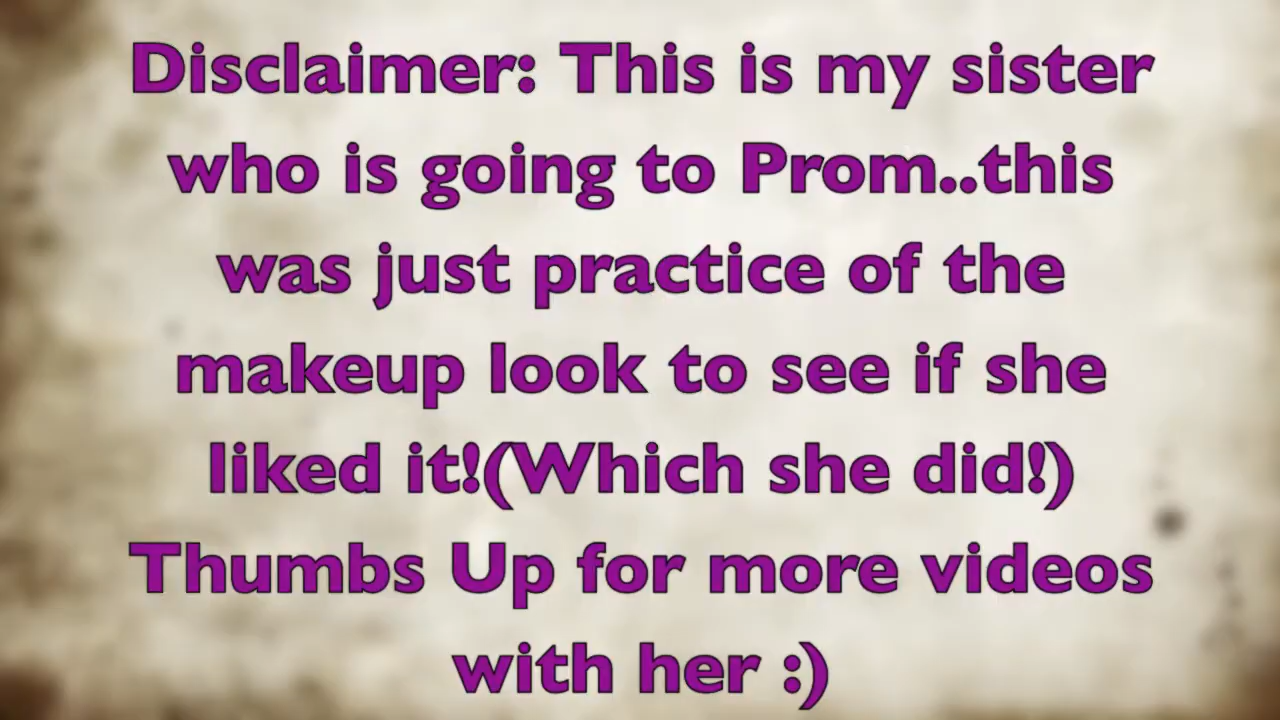 Disclaimer: This is my sister
who is going to Prom..this
was just practice of the
makeup look to see if she
liked it!(Which she did!)
Thumbs Up for more videos
with her :)